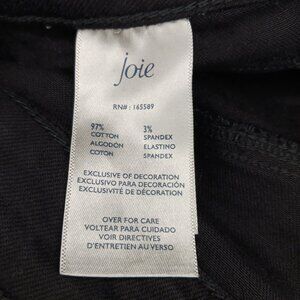 joie
RN# : 165589
97% 3%
COTTON SPANDEX
ALGODÓN ELASTINO
COTON SPANDEX
EXCLUSIVE OF DECORATION
EXCLUSIVO PARA DECORACIÓN
EXCLUSIVITÉ DE DÉCORATION
OVER FOR CARE
VOLTEAR PARA CUIDADO
VOIR DIRECTIVES
D'ENTRETIEN AU VERSO